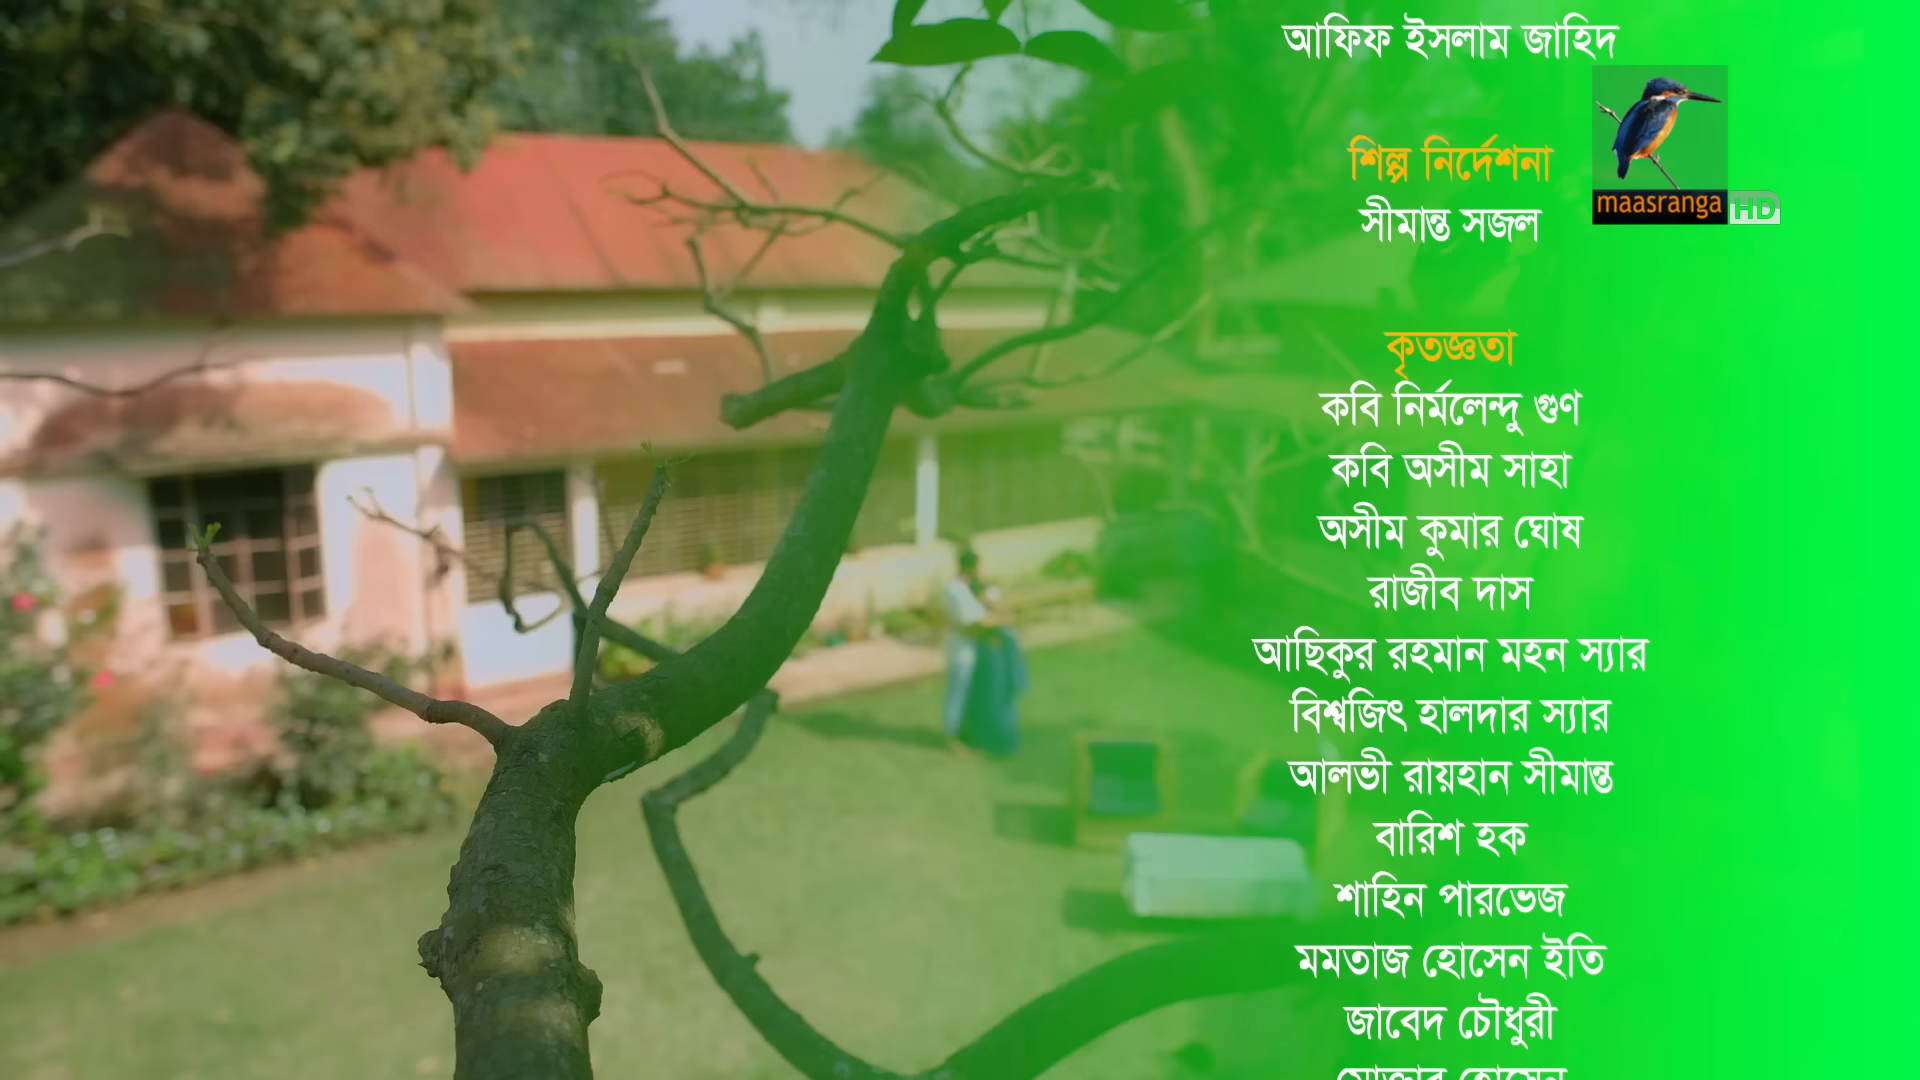 আফিফ ইসলাম জাহিদ
শিল্প নির্দেশনা
সীমান্ত সজল
maasranga HD
কৃতজ্ঞতা
কবি নির্মলেন্দু গুণ
কবি অসীম সাহা
অসীম কুমার ঘোষ
রাজীব দাস
আছিকুর রহমান মহন স্যার
বিশ্বজিৎ হালদার স্যার
আলভী রায়হান সীমান্ত
বারিশ হক
শাহিন পারভেজ
মমতাজ হোসেন ইতি
জাবেদ চৌধুরী
হোসেন